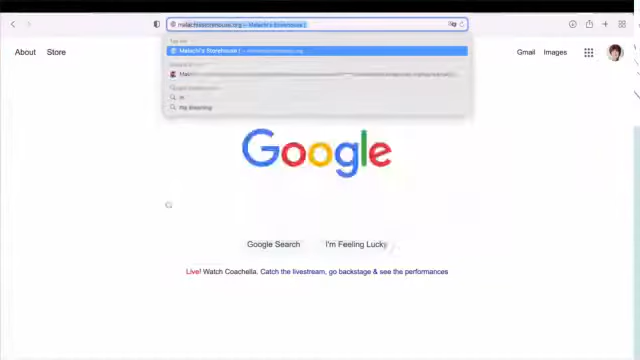 malachisstorehouse.org – Malachi's Storehouse |
Malachi's Storehouse |
m
About
Store
Gmail
Images
Google
Google Search
I'm Feeling Lucky
Live! Watch Coachella. Catch the livestream, go backstage & see the performances